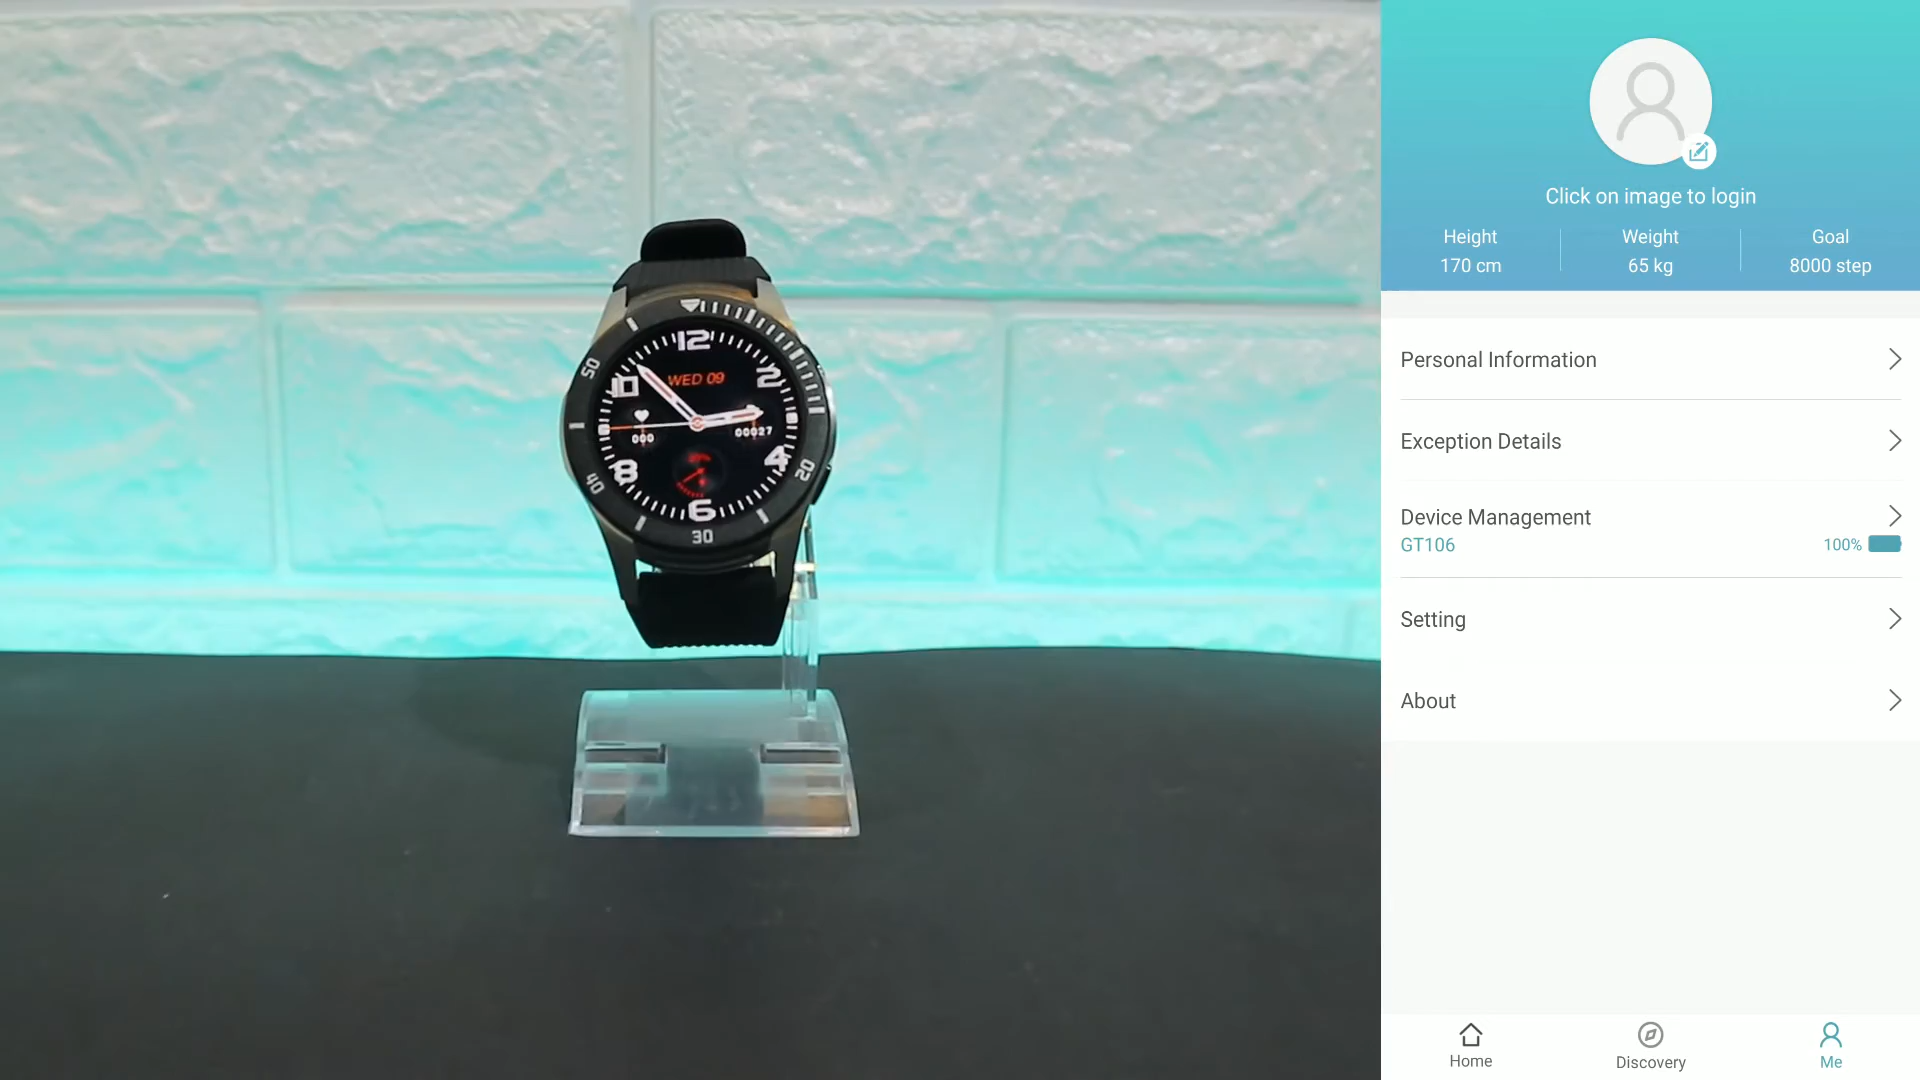 12
WED 09
10
2
000
00027
8
4
6
50
40
30
20
Click on image to login
Height
Weight
Goal
170 cm
65 kg
8000 step
Personal Information
Exception Details
Device Management
GT106
100%
Setting
About
Home
Discovery
Me